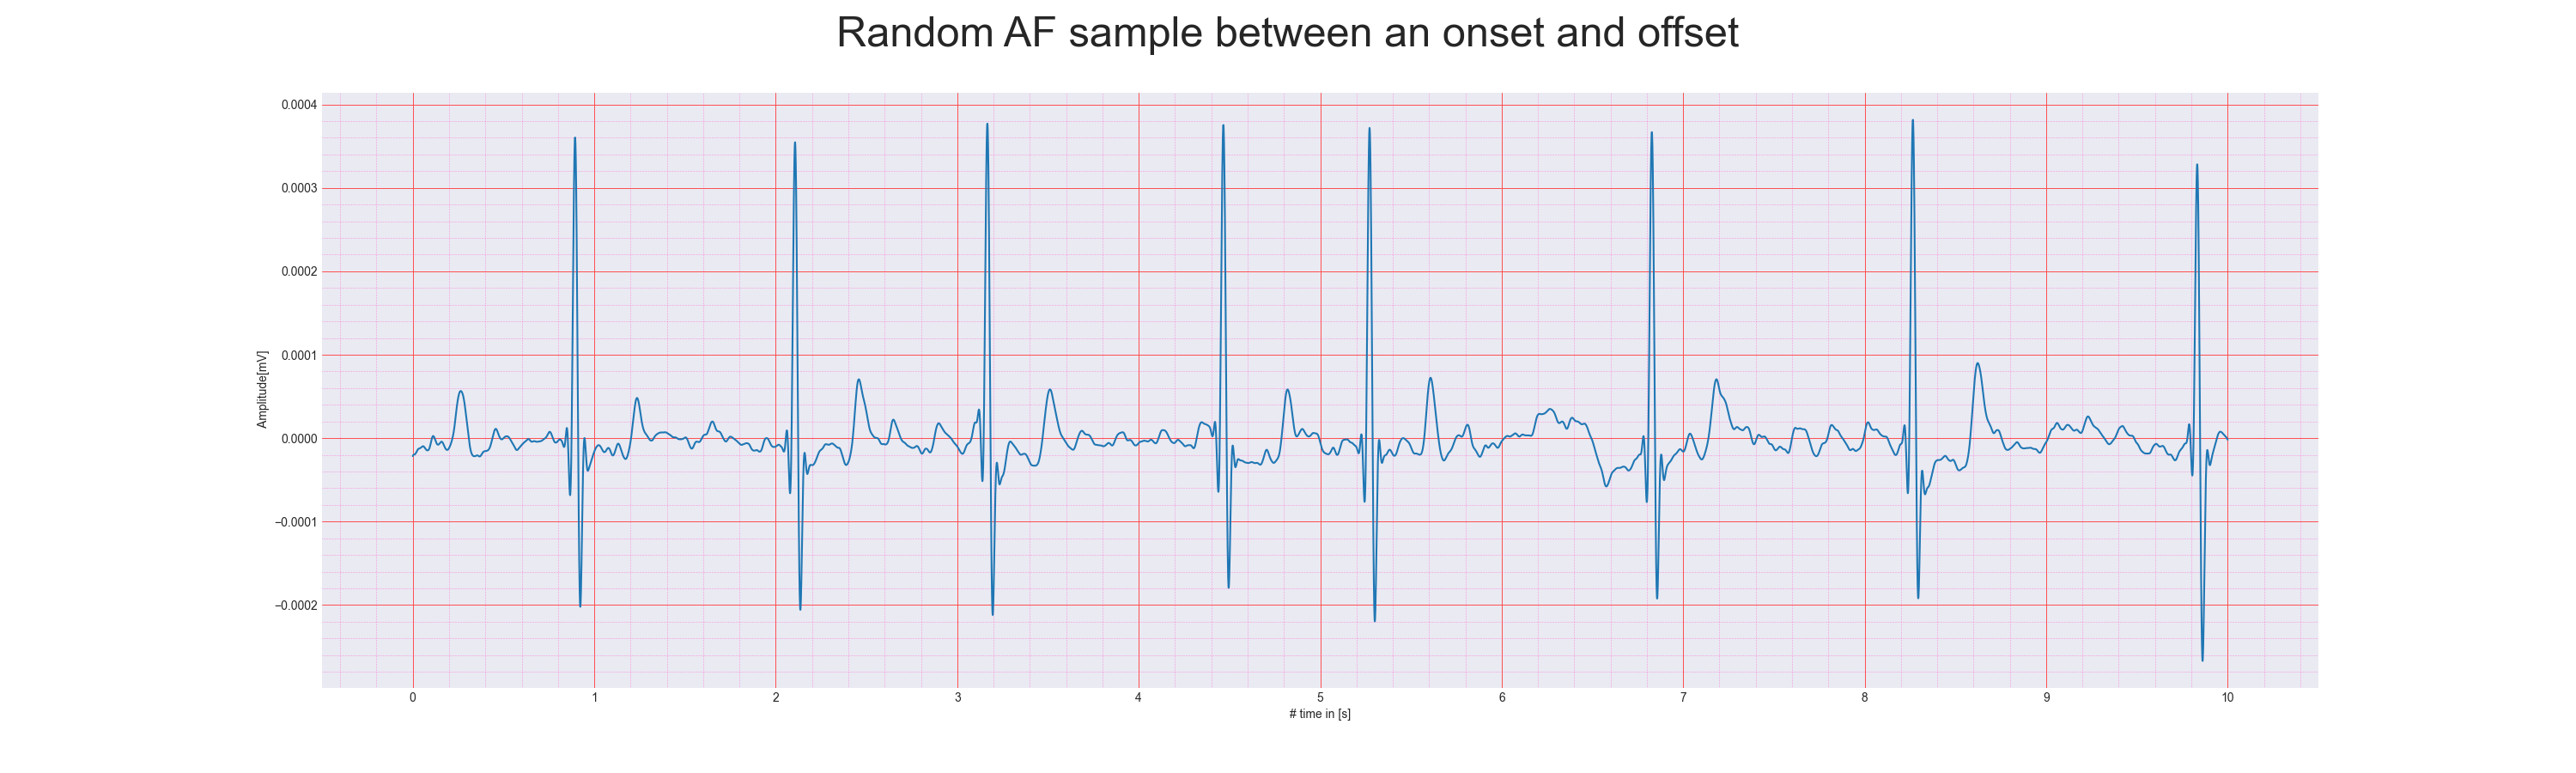 Random AF sample between an onset and offset
0.0004
0.0003
0.0002
0.0001
0.0000
−0.0001
−0.0002
Amplitude[mV]
0 1 2 3 4 5 6 7 8 9 10
# time in [s]